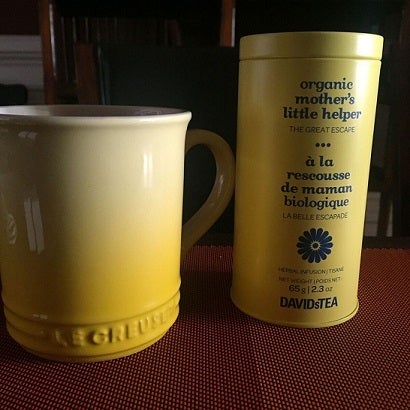 organic
mother's
little helper
THE GREAT ESCAPE
à la
rescousse
de maman
biologique
LA BELLE ESCAPADE
HERBAL INFUSION | TISANE
NET WEIGHT | POIDS NET:
65 g | 2.3 oz
DAVIDsTEA
LE CREUSET